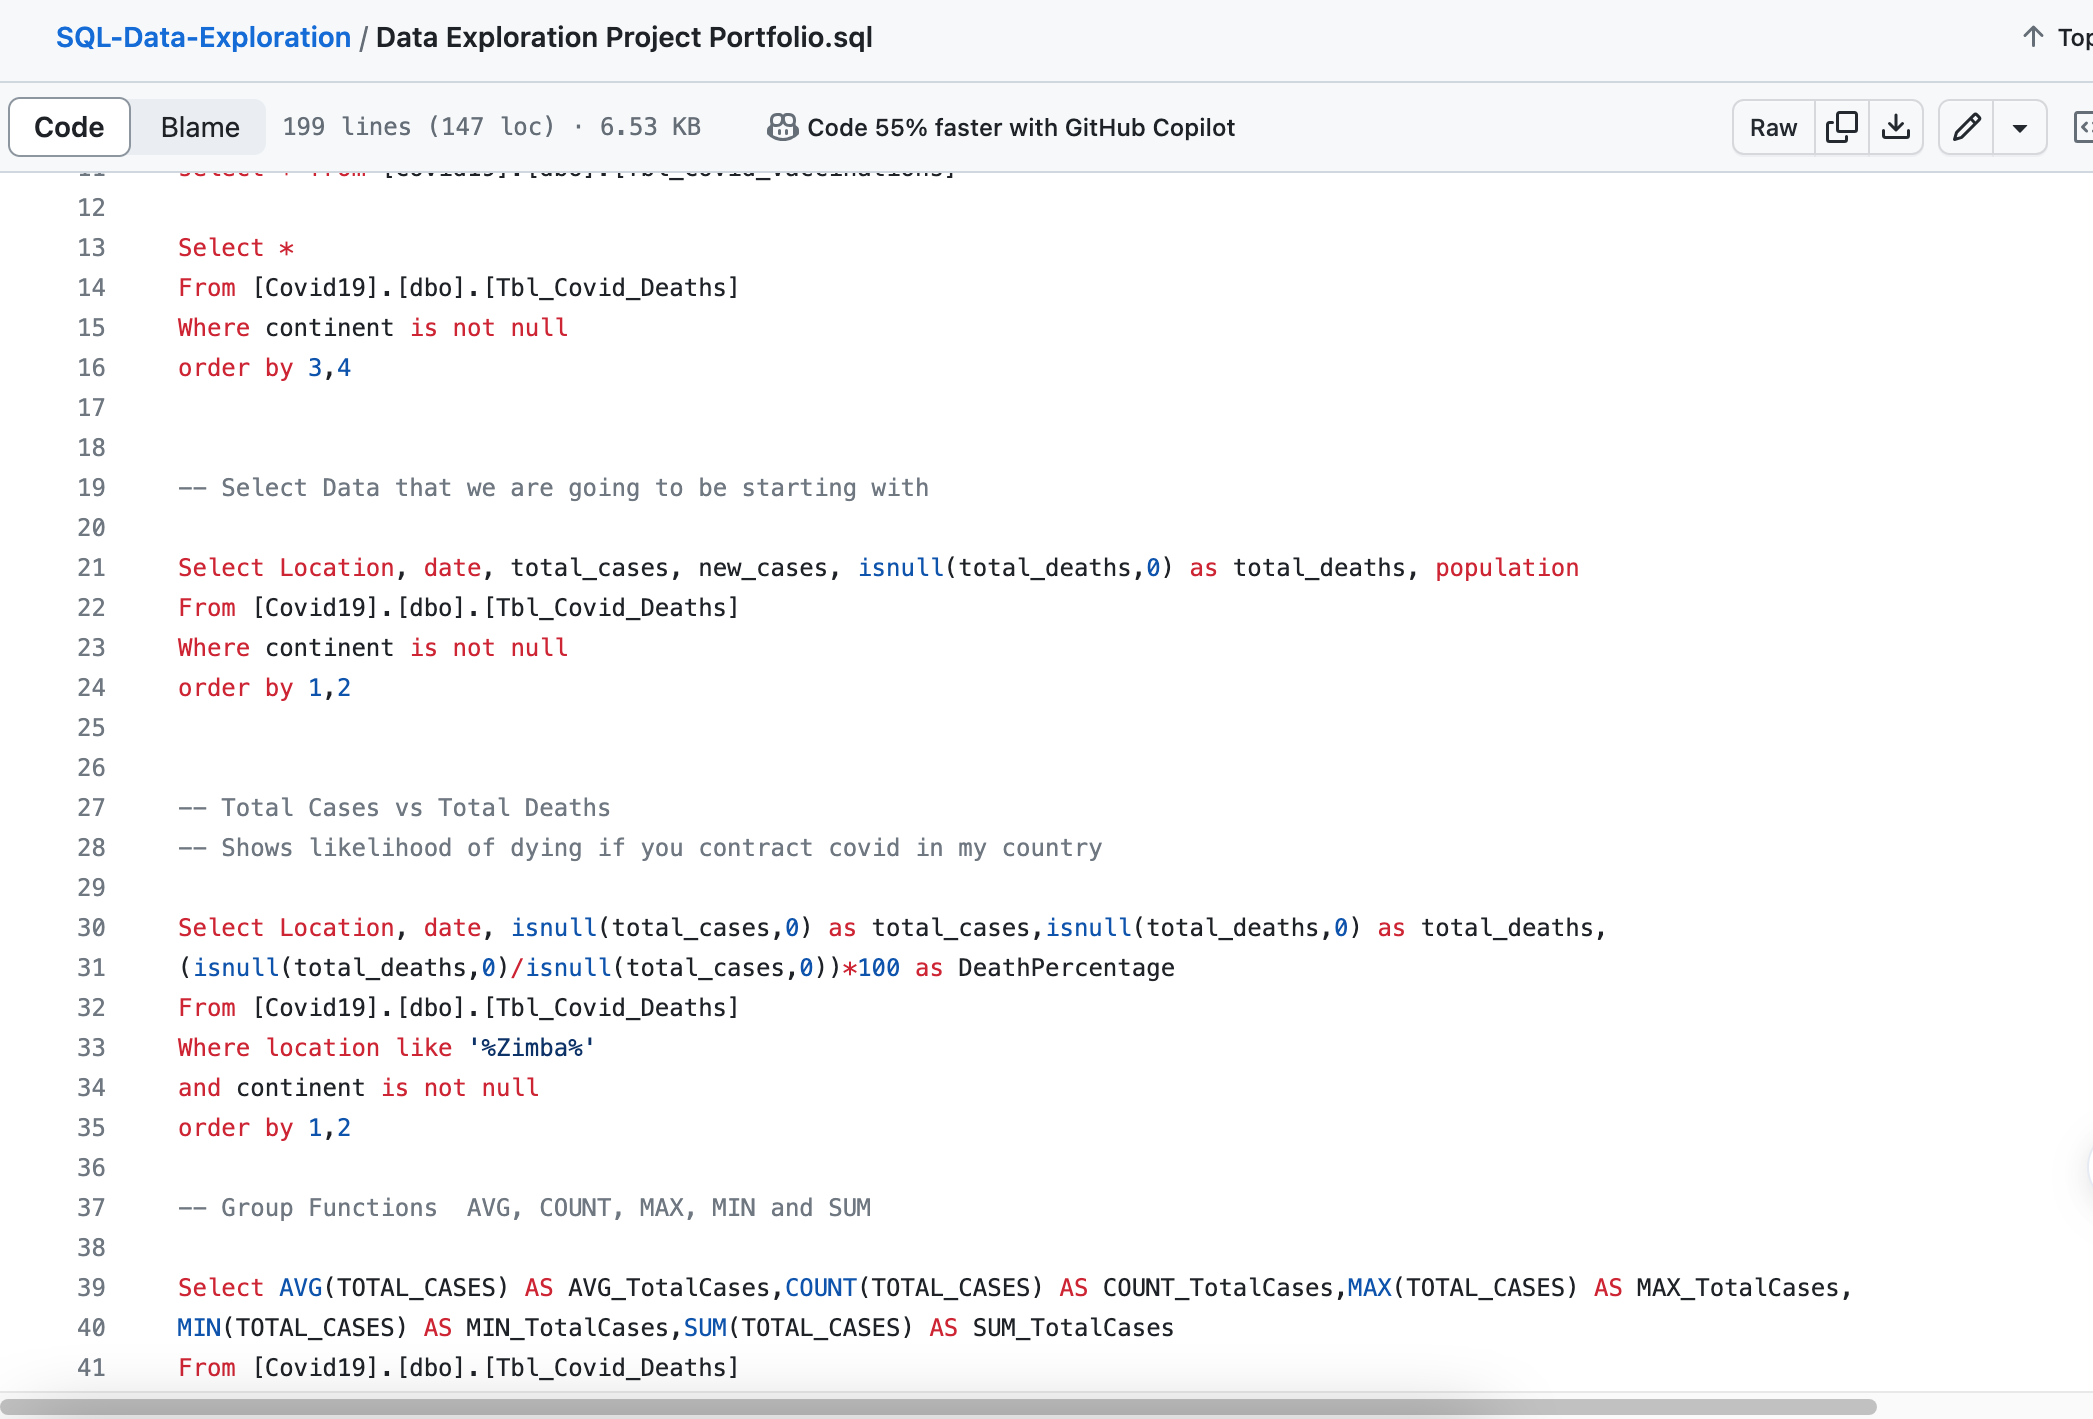 SQL-Data-Exploration / Data Exploration Project Portfolio.sql
Top
Code Blame 199 lines (147 loc) · 6.53 KB Code 55% faster with GitHub Copilot Raw
11 Select * from [Covid19].[dbo].[Tbl_Covid_Vaccinations]
12
13 Select *
14 From [Covid19].[dbo].[Tbl_Covid_Deaths]
15 Where continent is not null
16 order by 3,4
17
18
19 -- Select Data that we are going to be starting with
20
21 Select Location, date, total_cases, new_cases, isnull(total_deaths,0) as total_deaths, population
22 From [Covid19].[dbo].[Tbl_Covid_Deaths]
23 Where continent is not null
24 order by 1,2
25
26
27 -- Total Cases vs Total Deaths
28 -- Shows likelihood of dying if you contract covid in my country
29
30 Select Location, date, isnull(total_cases,0) as total_cases,isnull(total_deaths,0) as total_deaths,
31 (isnull(total_deaths,0)/isnull(total_cases,0))*100 as DeathPercentage
32 From [Covid19].[dbo].[Tbl_Covid_Deaths]
33 Where location like '%Zimba%'
34 and continent is not null
35 order by 1,2
36
37 -- Group Functions  AVG, COUNT, MAX, MIN and SUM
38
39 Select AVG(TOTAL_CASES) AS AVG_TotalCases,COUNT(TOTAL_CASES) AS COUNT_TotalCases,MAX(TOTAL_CASES) AS MAX_TotalCases,
40 MIN(TOTAL_CASES) AS MIN_TotalCases,SUM(TOTAL_CASES) AS SUM_TotalCases
41 From [Covid19].[dbo].[Tbl_Covid_Deaths]